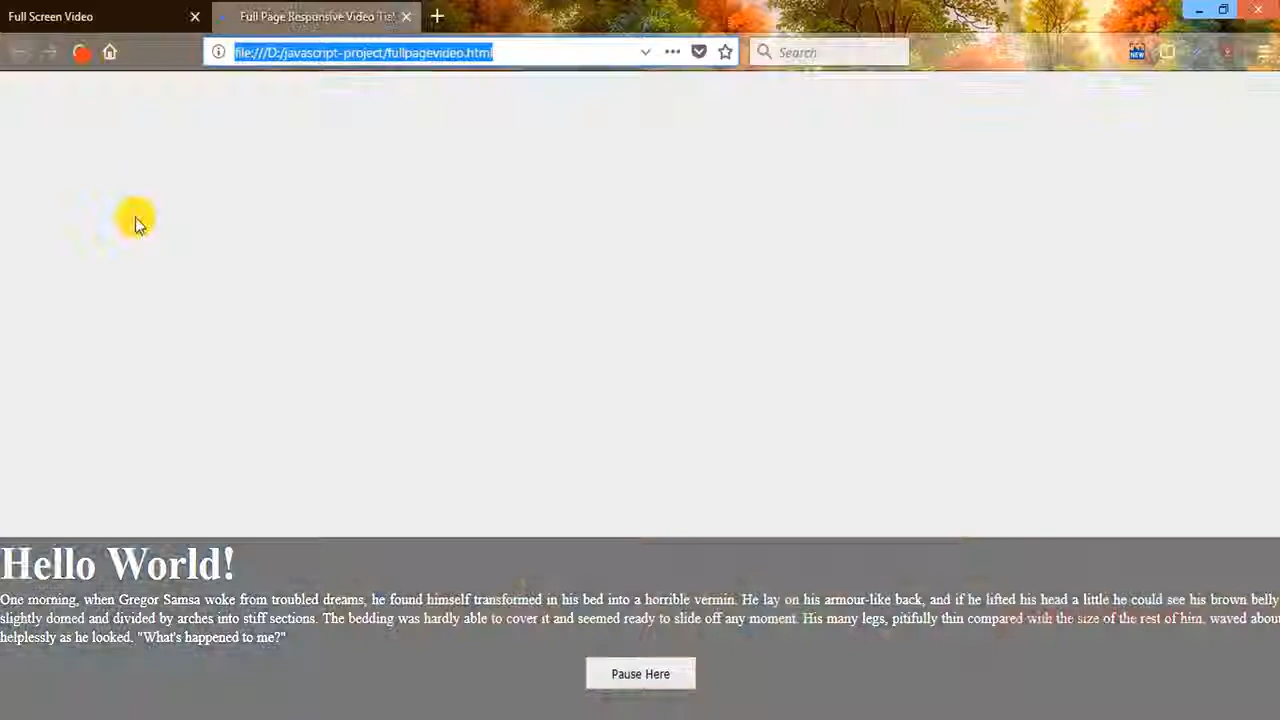 Full Screen Video
Full Page Responsive Video
file:///D:/javascript-project/fullpagevideo.html
Search
NEW
Hello World!
One morning, when Gregor Samsa woke from troubled dreams, he found himself transformed in his bed into a horrible vermin. He lay on his armour-like back, and if he lifted his head a little he could see his brown belly
slightly domed and divided by arches into stiff sections. The bedding was hardly able to cover it and seemed ready to slide off any moment. His many legs, pitifully thin compared with the size of the rest of him, waved about
helplessly as he looked. "What's happened to me?"
Pause Here